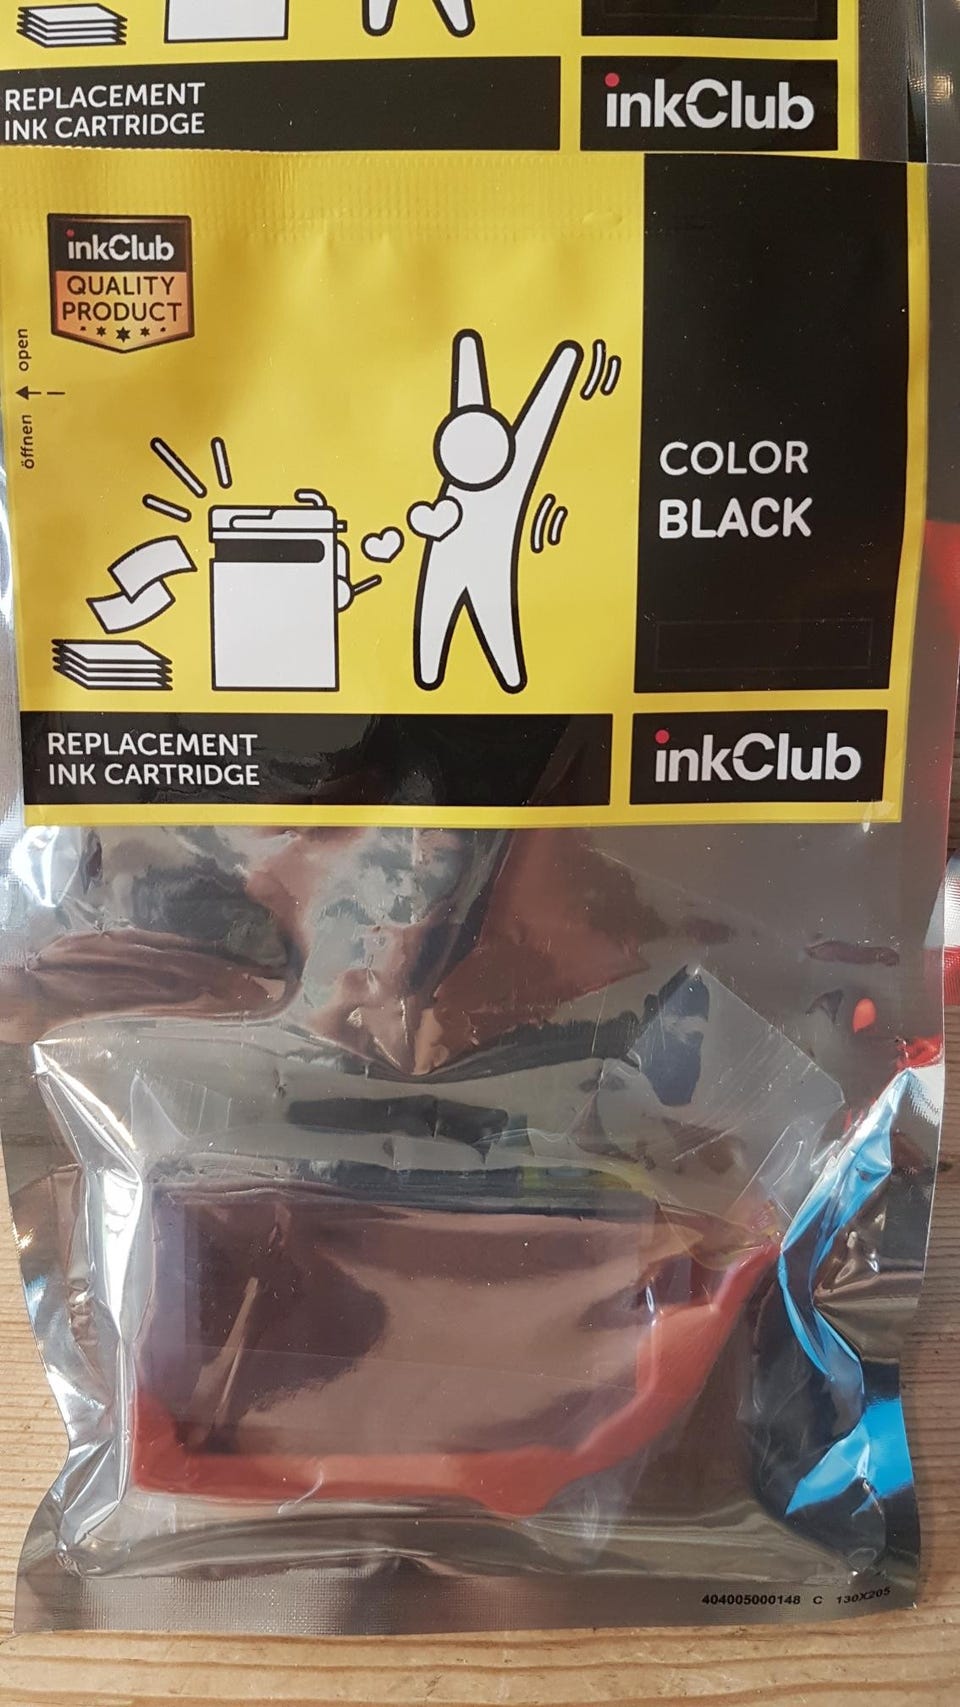 REPLACEMENT
INK CARTRIDGE
inkClub
inkClub
QUALITY
PRODUCT
öffnen open
COLOR
BLACK
REPLACEMENT
INK CARTRIDGE
inkClub
404005000148 C 130X205